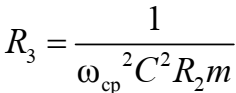 R₃ = 1 / (ω_ср² C² R₂ m)